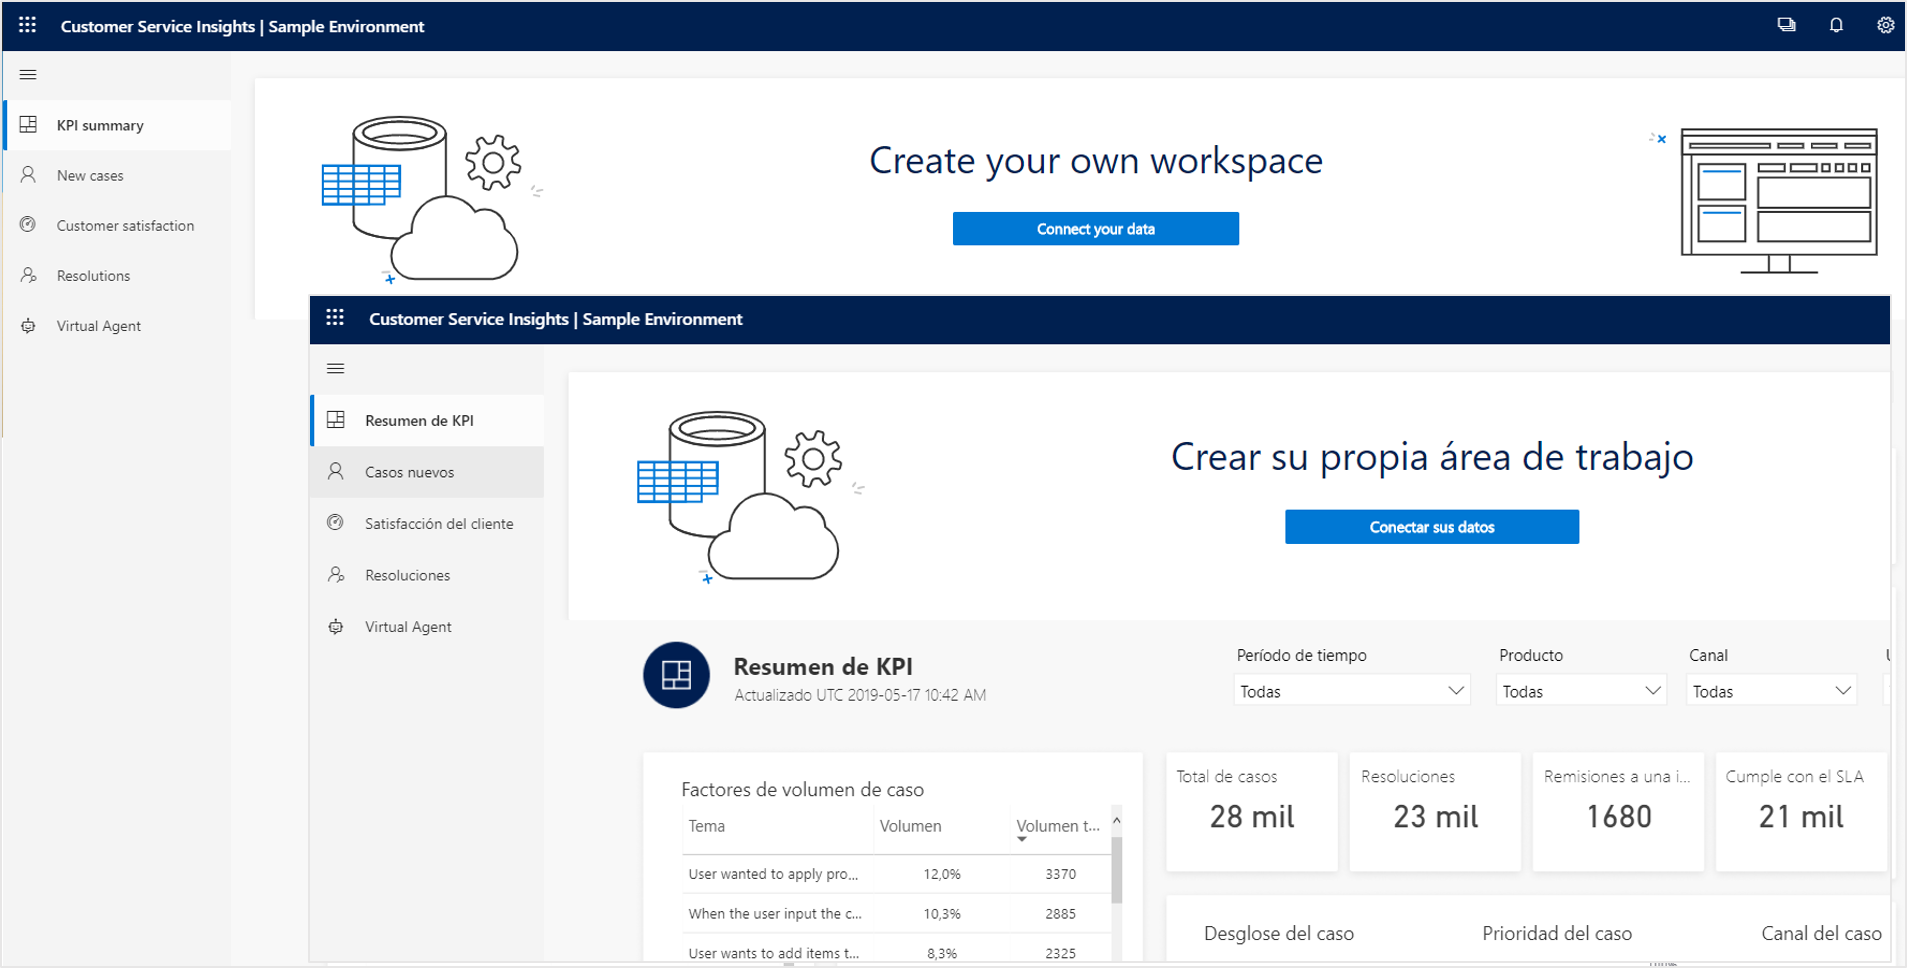 Customer Service Insights | Sample Environment
KPI summary
New cases
Customer satisfaction
Resolutions
Virtual Agent
Create your own workspace
Connect your data
Customer Service Insights | Sample Environment
Resumen de KPI
Casos nuevos
Satisfacción del cliente
Resoluciones
Virtual Agent
Crear su propia área de trabajo
Conectar sus datos
Resumen de KPI
Actualizado UTC 2019-05-17 10:42 AM
Período de tiempo Producto Canal
Todas Todas Todas
Factores de volumen de caso
Tema Volumen Volumen t...
User wanted to apply pro... 12,0% 3370
When the user input the c... 10,3% 2885
User wants to add items t... 8,3% 2325
Total de casos
28 mil
Resoluciones
23 mil
Remisiones a una i...
1680
Cumple con el SLA
21 mil
Desglose del caso Prioridad del caso Canal del caso